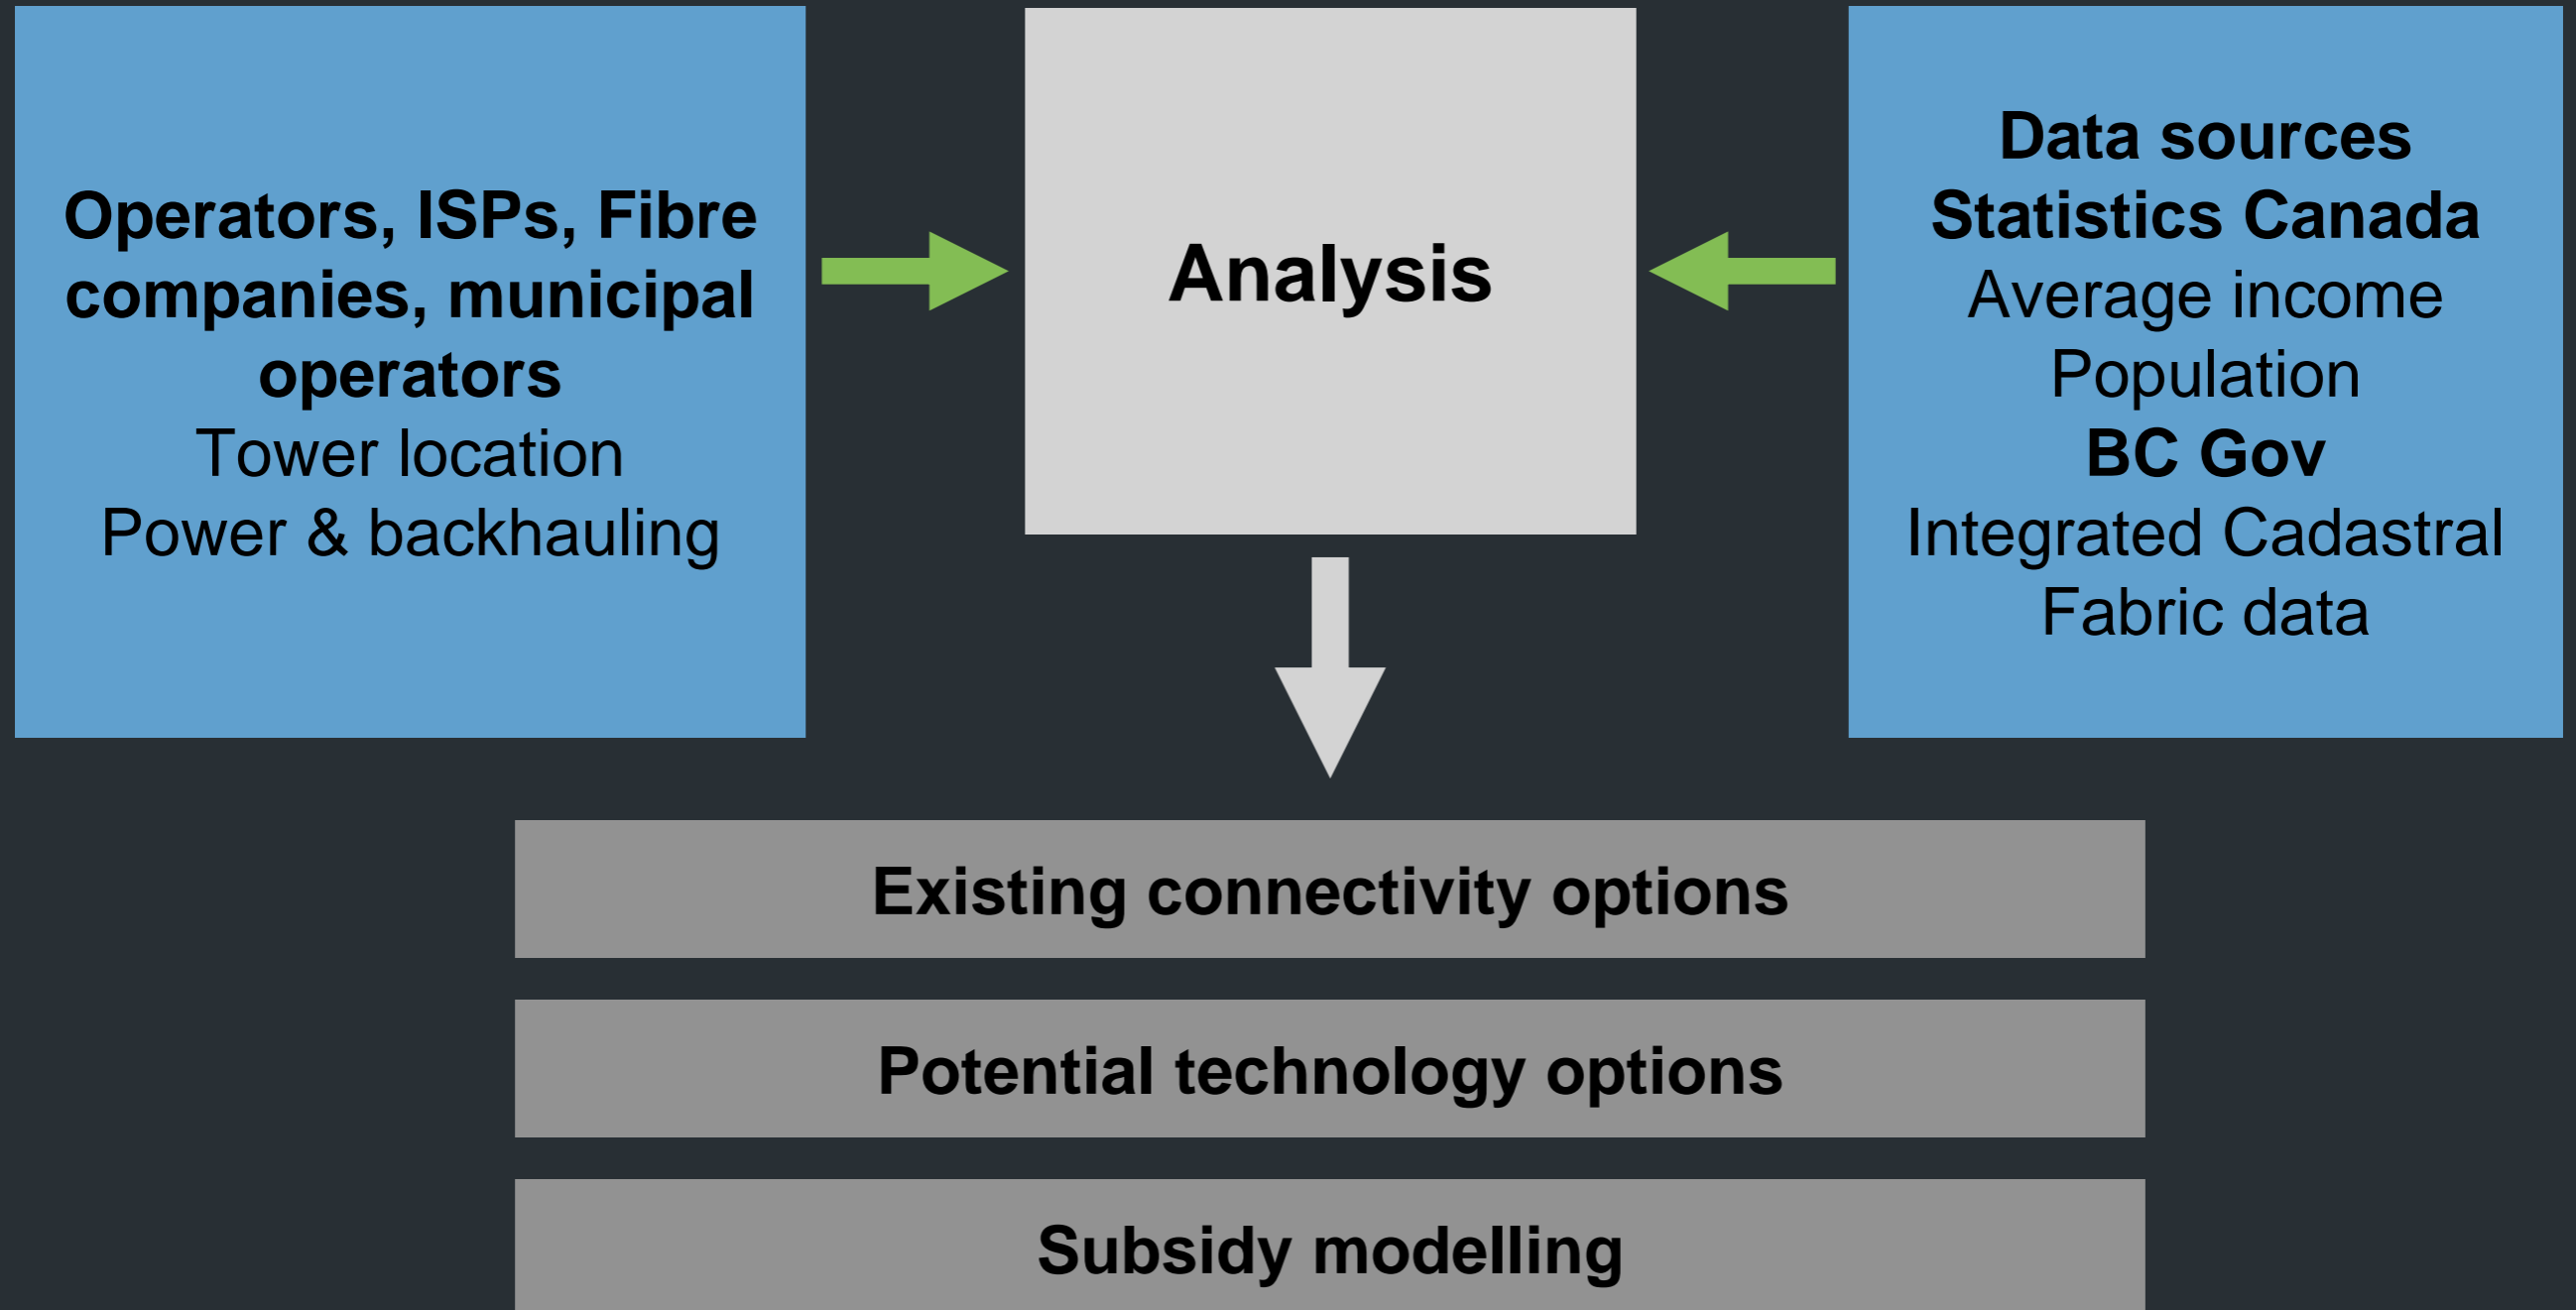 Operators, ISPs, Fibre
companies, municipal
operators
Tower location
Power & backhauling
Analysis
Data sources
Statistics Canada
Average income
Population
BC Gov
Integrated Cadastral
Fabric data
Existing connectivity options
Potential technology options
Subsidy modelling